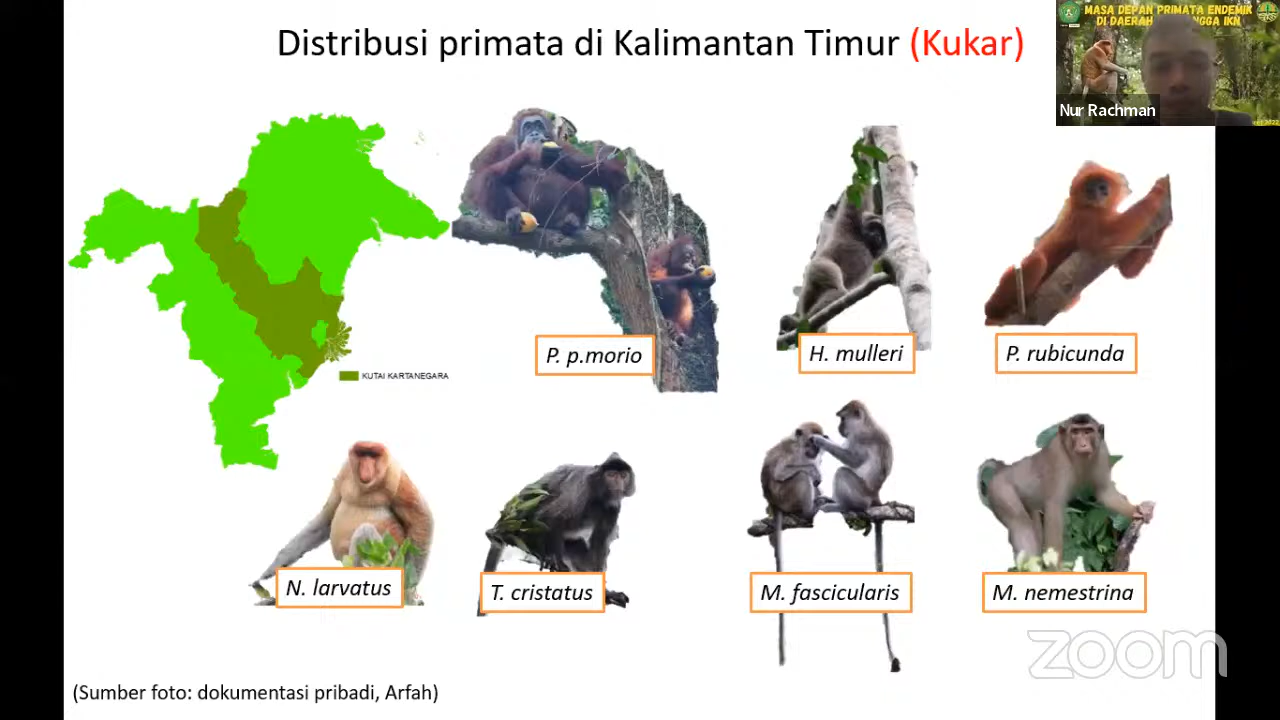 Distribusi primata di Kalimantan Timur (Kukar)
MASA DEPAN PRIMATA ENDEMIK
DI DAERAH
IKN
Nur Rachman
P. p.morio
H. mulleri
P. rubicunda
KUTAI KARTANEGARA
N. larvatus
T. cristatus
M. fascicularis
M. nemestrina
zoom
(Sumber foto: dokumentasi pribadi, Arfah)